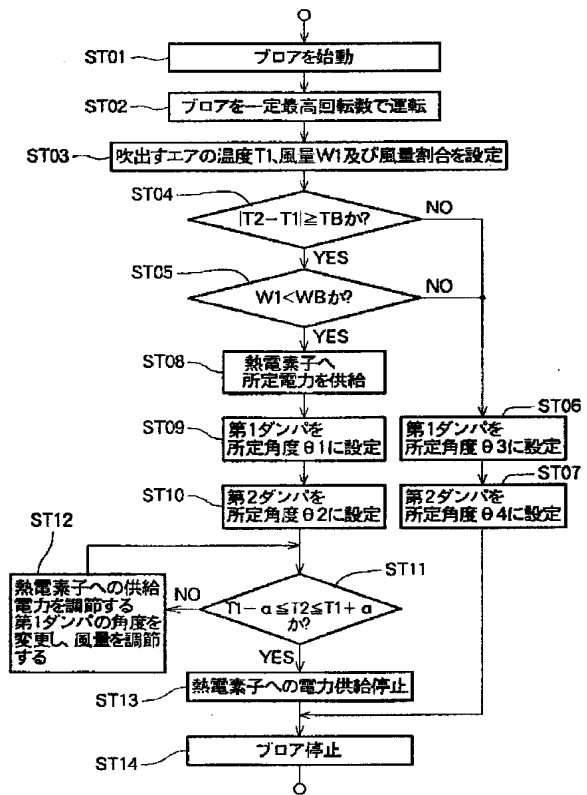 ST01
ブロアを始動
ST02
ブロアを一定最高回転数で運転
ST03
吹出すエアの温度T1、風量W1及び風量割合を設定
ST04
|T2−T1|≧TBか?
NO
YES
ST05
W1<WBか?
NO
YES
ST08
熱電素子へ
所定電力を供給
ST06
ST09
第1ダンパを
所定角度θ1に設定
第1ダンパを
所定角度θ3に設定
ST07
ST10
第2ダンパを
所定角度θ2に設定
第2ダンパを
所定角度θ4に設定
ST12
ST11
熱電素子への供給
電力を調節する
第1ダンパの角度を
変更し、風量を調節
する
NO
T1−α≦T2≦T1+α
か?
YES
ST13
熱電素子への電力供給停止
ST14
ブロア停止